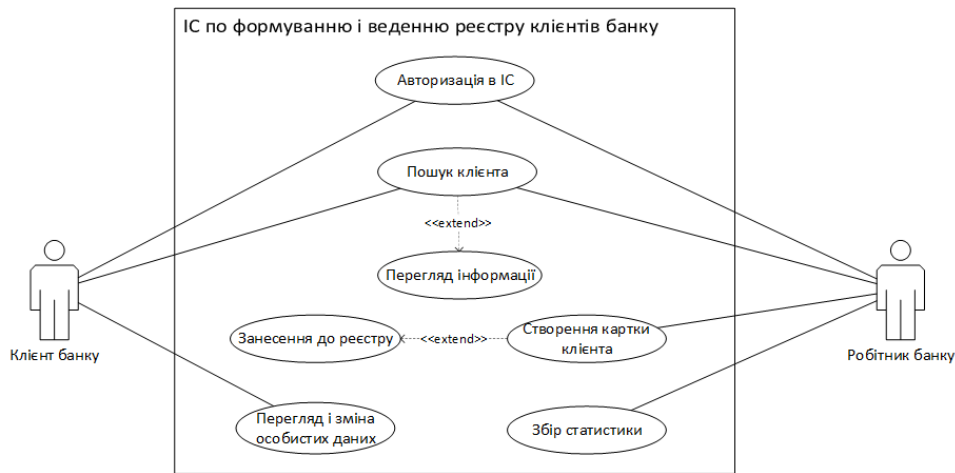 ІС по формуванню і веденню реєстру клієнтів банку
Авторизація в ІС
Пошук клієнта
<<extend>>
Перегляд інформації
Занесення до реєстру
<<extend>>
Створення картки
клієнта
Клієнт банку
Робітник банку
Перегляд і зміна
особистих даних
Збір статистики